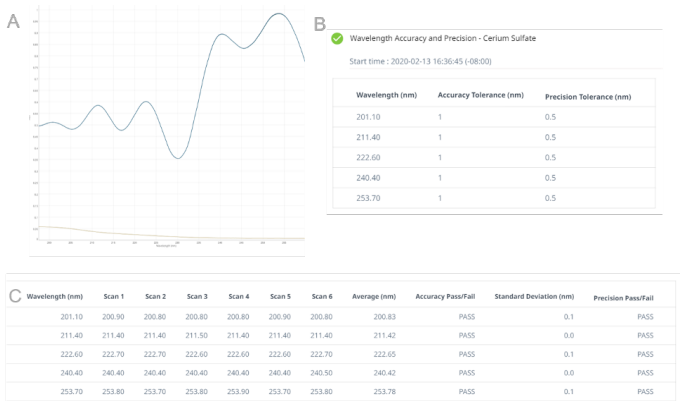 A
B
Wavelength Accuracy and Precision - Cerium Sulfate
Start time : 2020-02-13 16:36:45 (-08:00)
Wavelength (nm) Accuracy Tolerance (nm) Precision Tolerance (nm)
201.10 1 0.5
211.40 1 0.5
222.60 1 0.5
240.40 1 0.5
253.70 1 0.5
C
Wavelength (nm) Scan 1 Scan 2 Scan 3 Scan 4 Scan 5 Scan 6 Average (nm) Accuracy Pass/Fail Standard Deviation (nm) Precision Pass/Fail
201.10 200.90 200.80 200.80 200.80 200.90 200.80 200.83 PASS 0.1 PASS
211.40 211.40 211.40 211.50 211.40 211.40 211.40 211.42 PASS 0.0 PASS
222.60 222.70 222.70 222.60 222.60 222.70 222.60 222.65 PASS 0.1 PASS
240.40 240.40 240.40 240.40 240.40 240.40 240.50 240.42 PASS 0.0 PASS
253.70 253.80 253.70 253.80 253.90 253.70 253.80 253.78 PASS 0.1 PASS